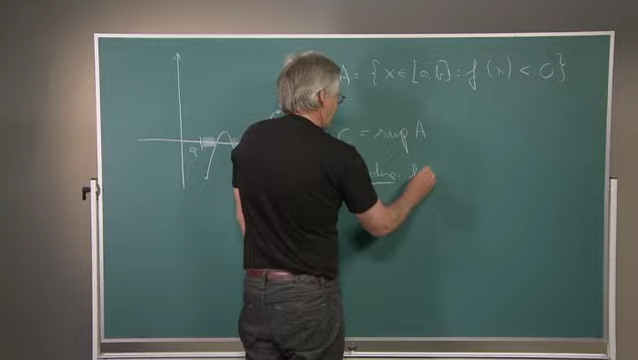 A = { x ∈ [a b] : f (x) < 0 }
c = sup A
a